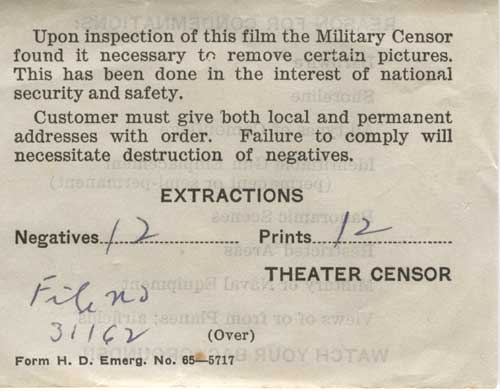 Upon inspection of this film the Military Censor
found it necessary to remove certain pictures.
This has been done in the interest of national
security and safety.
Customer must give both local and permanent
addresses with order. Failure to comply will
necessitate destruction of negatives.
EXTRACTIONS
Negatives 12 Prints 12
THEATER CENSOR
File no
31162
(Over)
Form H. D. Emerg. No. 65—5717